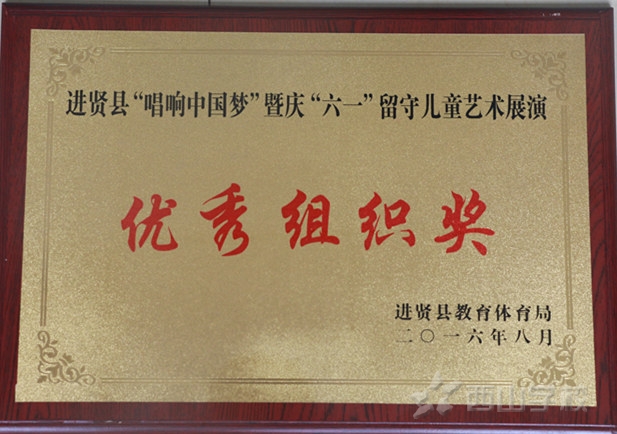 进贤县“唱响中国梦”暨庆“六一”留守儿童艺术展演
优秀组织奖
进贤县教育体育局
二〇一六年八月
西山学校